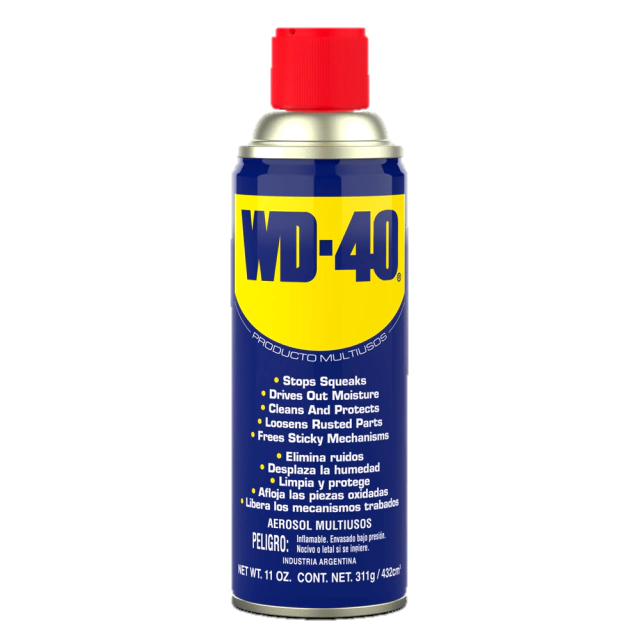 WD-40®
PRODUCTO MULTIUSOS
• Stops Squeaks
• Drives Out Moisture
• Cleans And Protects
• Loosens Rusted Parts
• Frees Sticky Mechanisms
• Elimina ruidos
• Desplaza la humedad
• Limpia y protege
• Afloja las piezas oxidadas
• Libera los mecanismos trabados
AEROSOL MULTIUSOS
PELIGRO: Inflamable. Envasado bajo presión.
Nocivo o letal si se ingiere.
INDUSTRIA ARGENTINA
NET WT. 11 OZ. CONT. NET. 311g / 432cm³